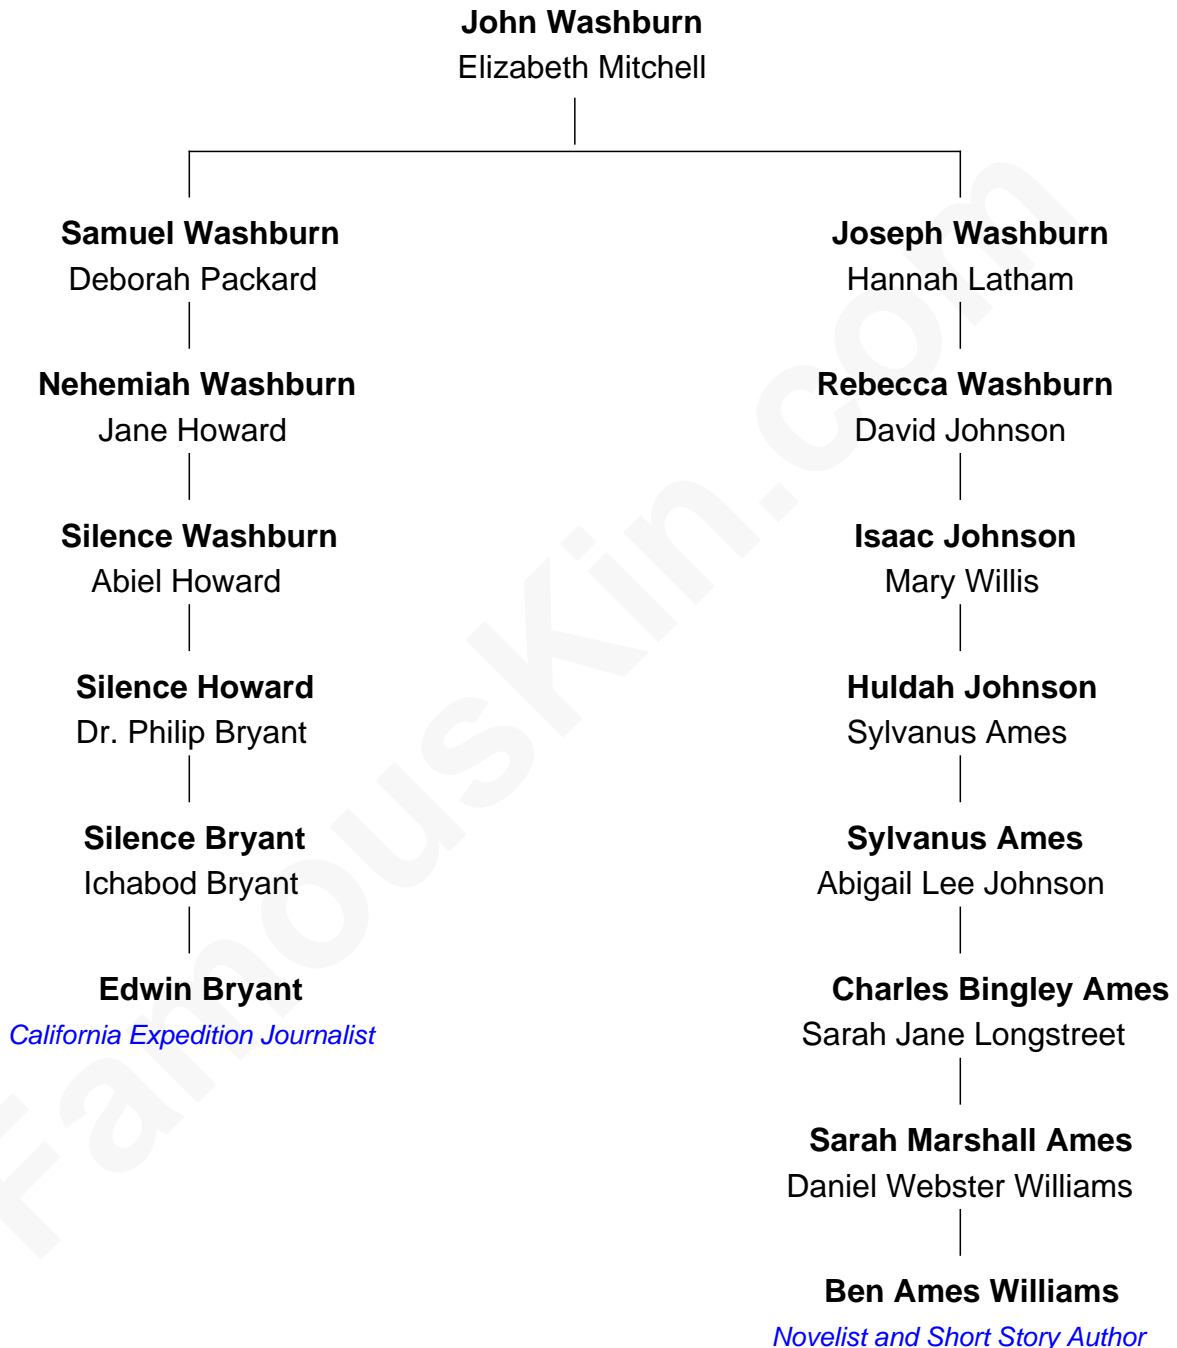 John Washburn
Elizabeth Mitchell
Samuel Washburn
Deborah Packard
Nehemiah Washburn
Jane Howard
Silence Washburn
Abiel Howard
Silence Howard
Dr. Philip Bryant
Silence Bryant
Ichabod Bryant
Edwin Bryant
California Expedition Journalist
Joseph Washburn
Hannah Latham
Rebecca Washburn
David Johnson
Isaac Johnson
Mary Willis
Huldah Johnson
Sylvanus Ames
Sylvanus Ames
Abigail Lee Johnson
Charles Bingley Ames
Sarah Jane Longstreet
Sarah Marshall Ames
Daniel Webster Williams
Ben Ames Williams
Novelist and Short Story Author
FamousKin.com